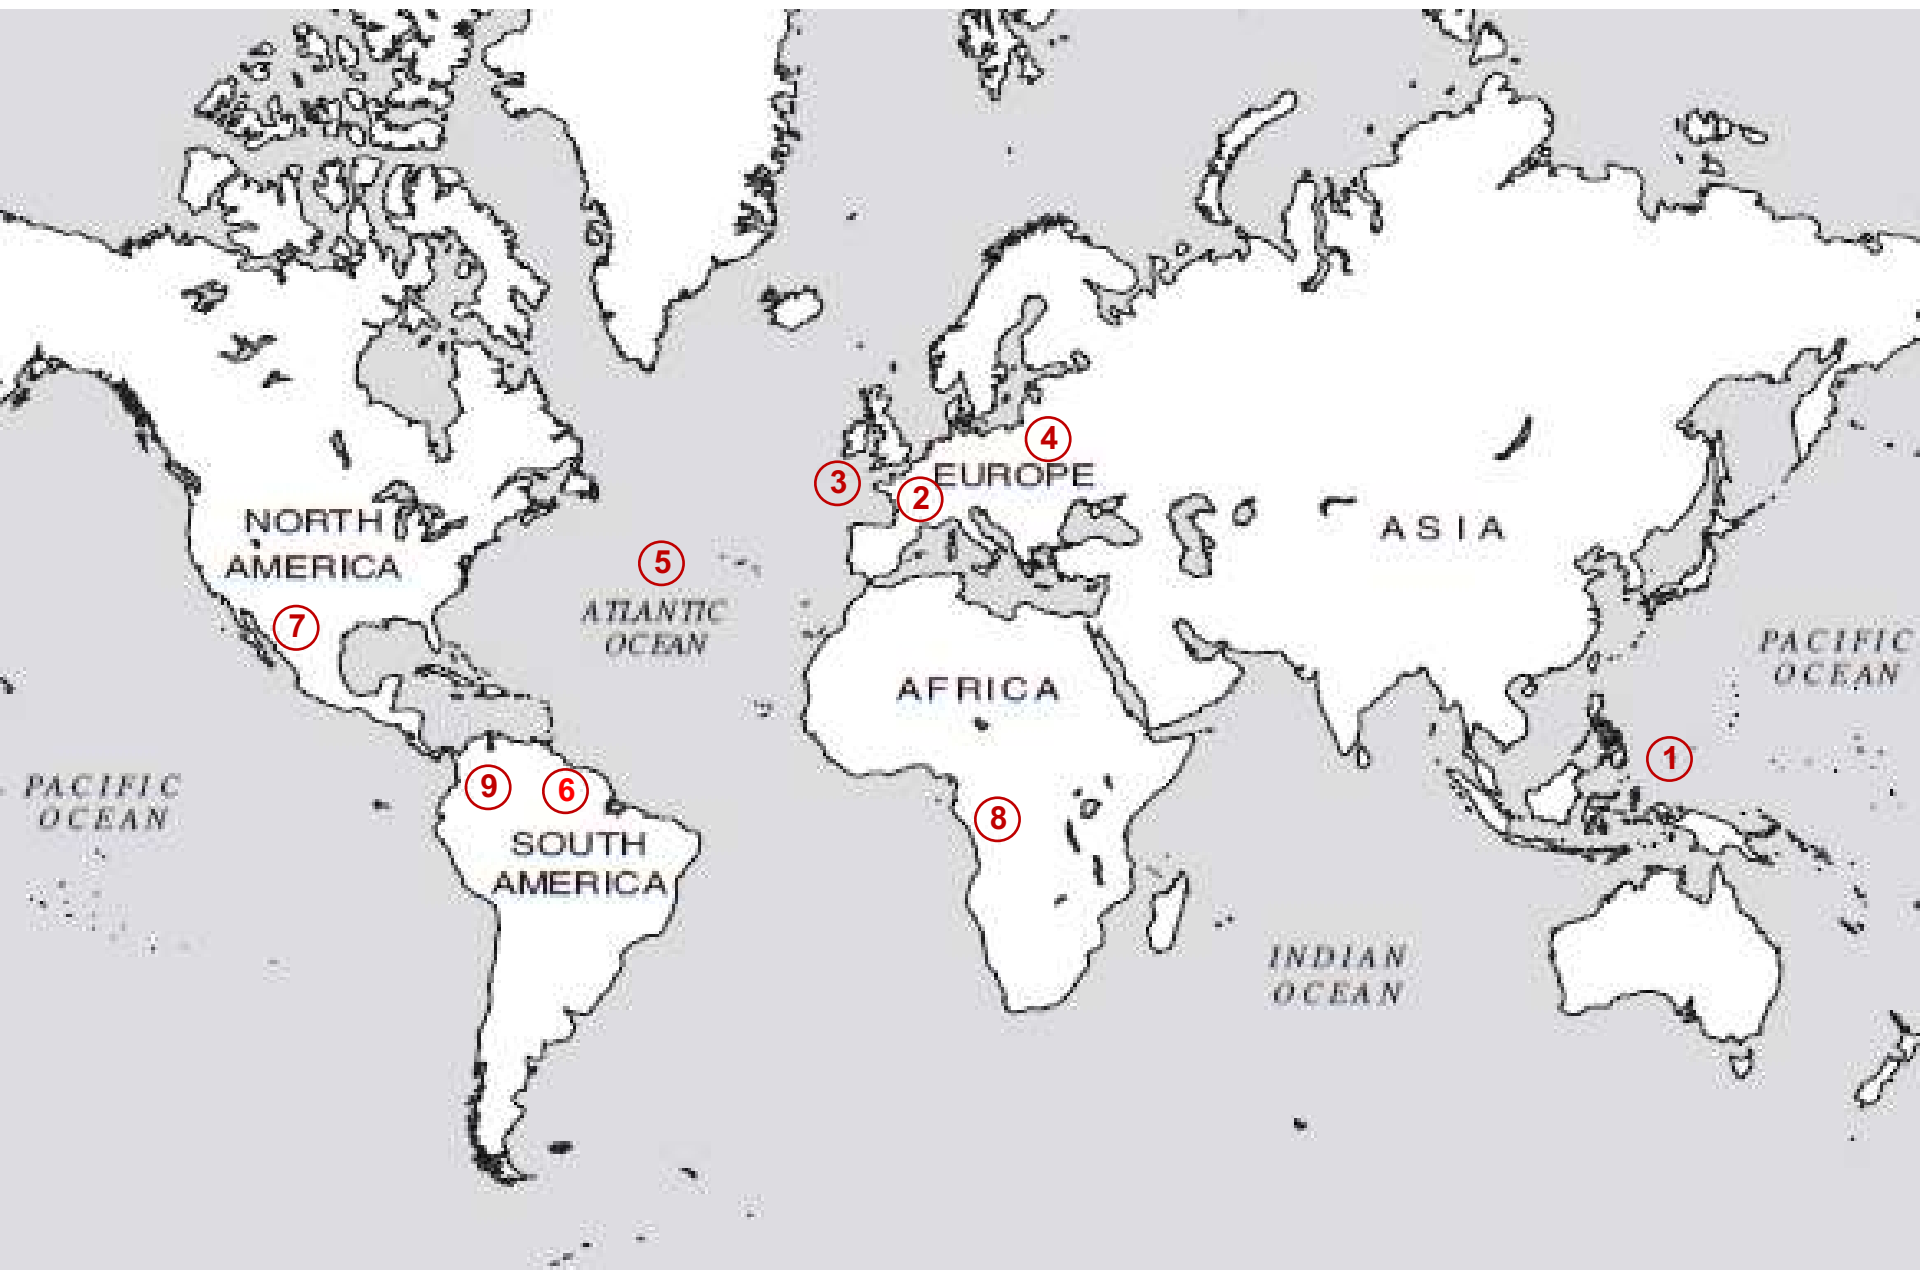 4
3
EUROPE
2
NORTH
AMERICA
ASIA
5
ATLANTIC
OCEAN
7
PACIFIC
OCEAN
AFRICA
1
PACIFIC
OCEAN
9
6
8
SOUTH
AMERICA
INDIAN
OCEAN